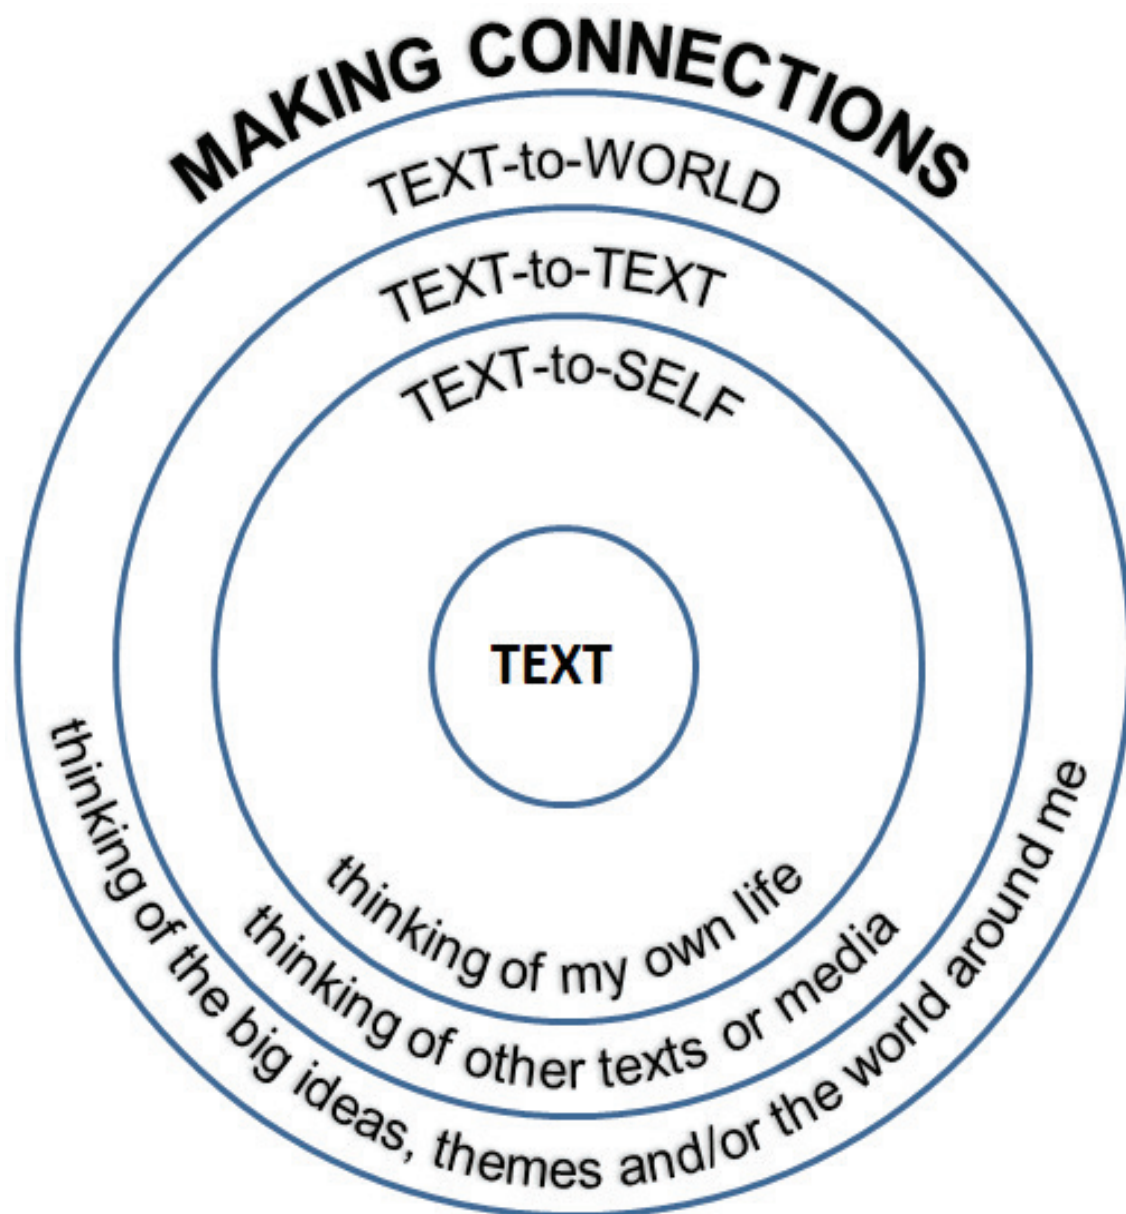 MAKING CONNECTIONS
TEXT-to-WORLD
TEXT-to-TEXT
TEXT-to-SELF
TEXT
thinking of my own life
thinking of other texts or media
thinking of the big ideas, themes and/or the world around me